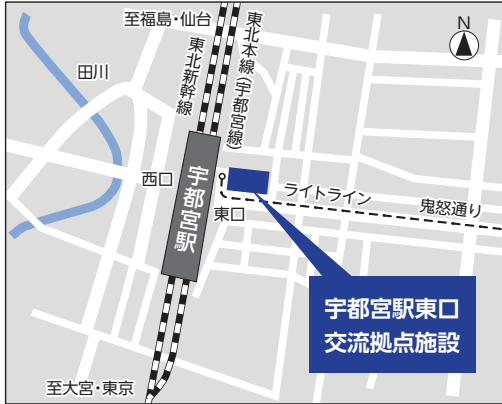 至福島・仙台
N
東北新幹線
東北本線(宇都宮線)
田川
西口
宇都宮駅
東口
ライトライン
鬼怒通り
宇都宮駅東口
交流拠点施設
至大宮・東京